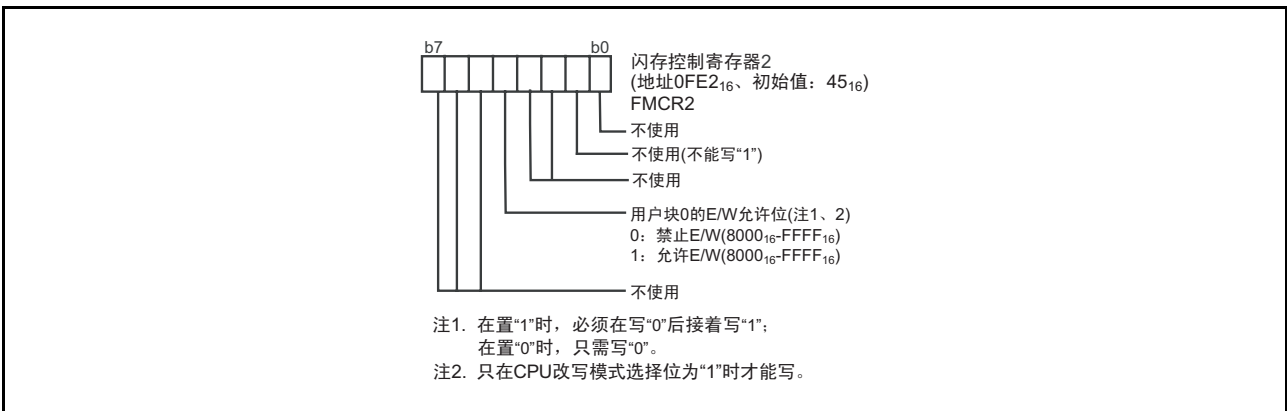 b7 b0
闪存控制寄存器2
(地址0FE2₁₆、初始值：45₁₆)
FMCR2
不使用
不使用(不能写“1”)
不使用
用户块0的E/W允许位(注1、2)
0：禁止E/W(8000₁₆-FFFF₁₆)
1：允许E/W(8000₁₆-FFFF₁₆)
不使用
注1. 在置“1”时，必须在写“0”后接着写“1”；
在置“0”时，只需写“0”。
注2. 只在CPU改写模式选择位为“1”时才能写。